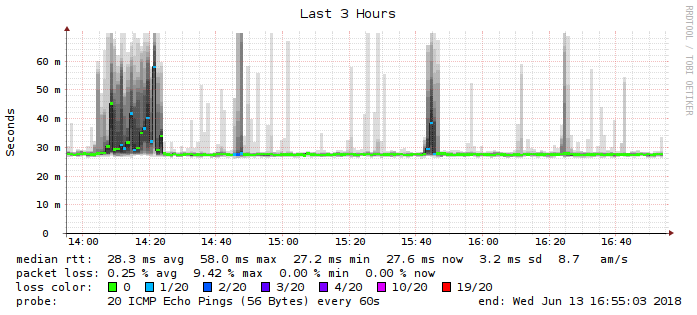 Last 3 Hours
RRDTOOL / TOBI OETIKER
Seconds
60 m
50 m
40 m
30 m
20 m
10 m
0
14:00 14:20 14:40 15:00 15:20 15:40 16:00 16:20 16:40
median rtt: 28.3 ms avg 58.0 ms max 27.2 ms min 27.6 ms now 3.2 ms sd 8.7 am/s
packet loss: 0.25 % avg 9.42 % max 0.00 % min 0.00 % now
loss color: 0 1/20 2/20 3/20 4/20 10/20 19/20
probe: 20 ICMP Echo Pings (56 Bytes) every 60s end: Wed Jun 13 16:55:03 2018